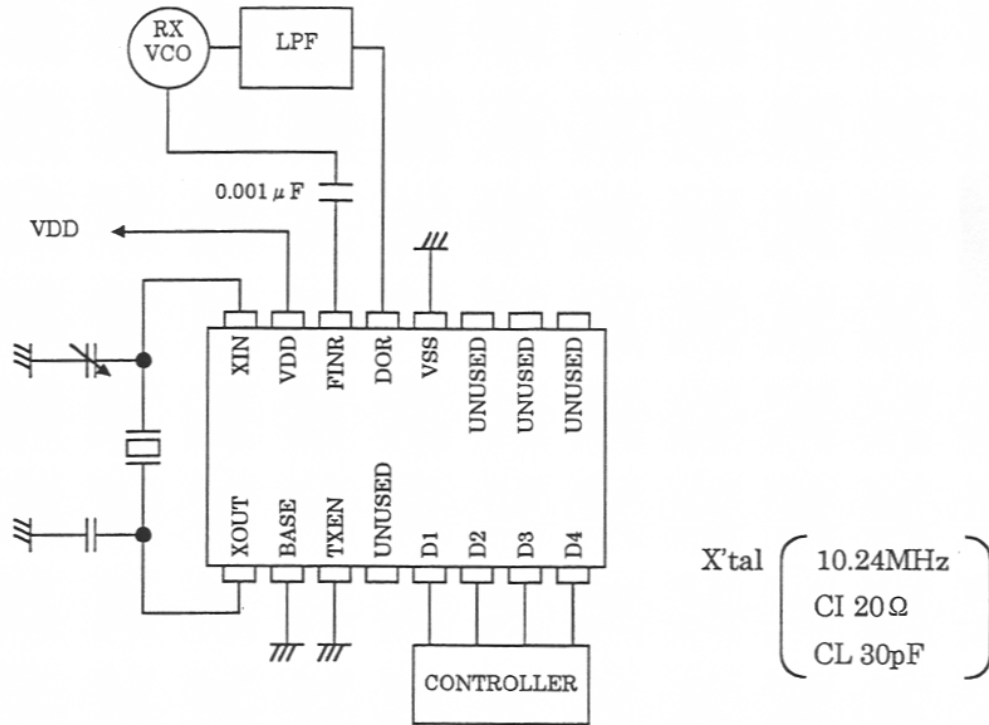 RX
VCO
LPF
0.001 μF
VDD
XIN
VDD
FINR
DOR
VSS
UNUSED
UNUSED
UNUSED
XOUT
BASE
TXEN
UNUSED
D1
D2
D3
D4
CONTROLLER
X'tal
10.24MHz
CI 20Ω
CL 30pF